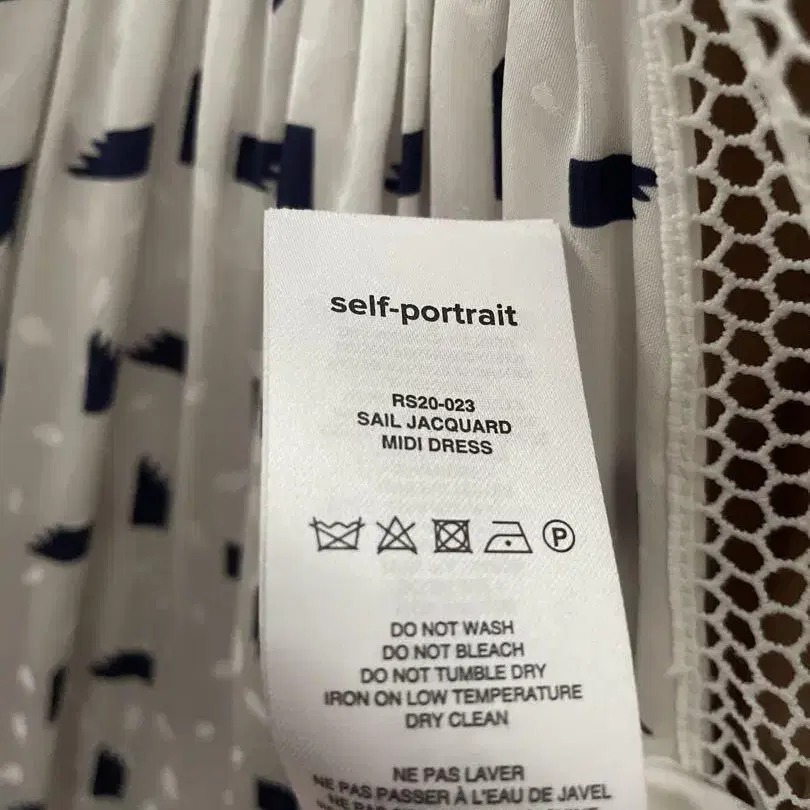 self-portrait
RS20-023
SAIL JACQUARD
MIDI DRESS
P
DO NOT WASH
DO NOT BLEACH
DO NOT TUMBLE DRY
IRON ON LOW TEMPERATURE
DRY CLEAN
NE PAS LAVER
NE PAS PASSER À L'EAU DE JAVEL